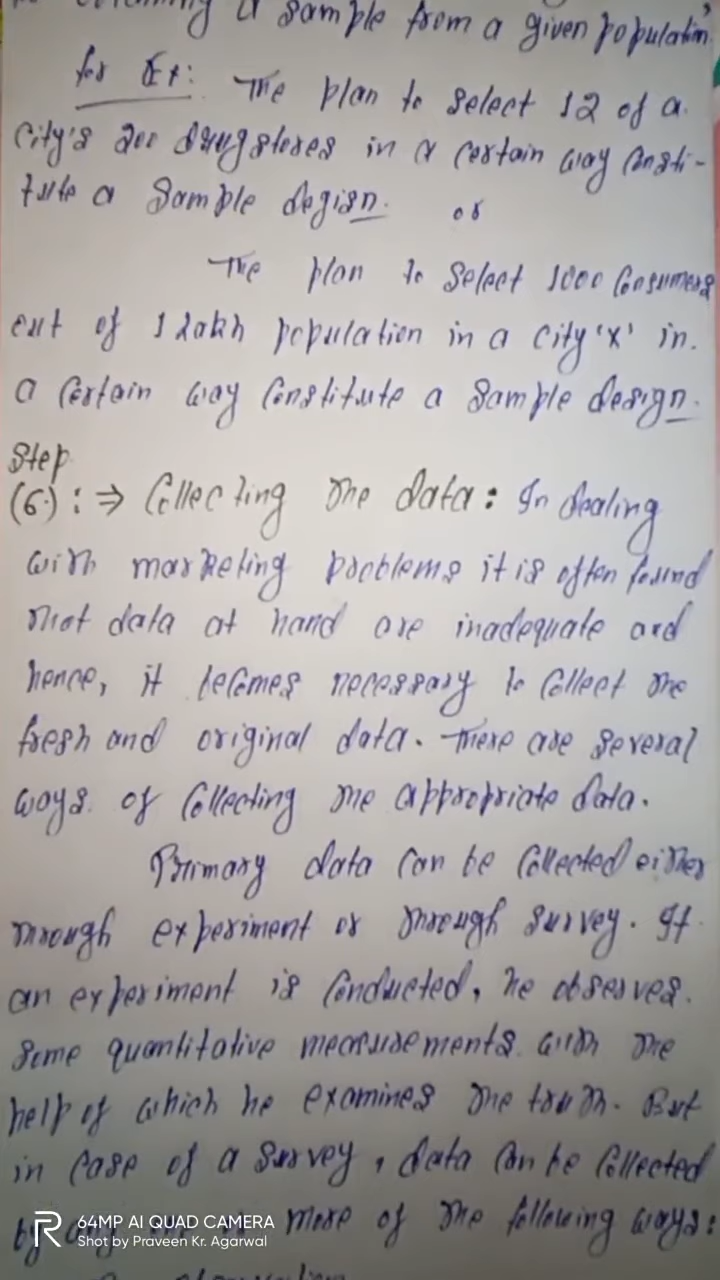 a sample from a given population,
for Ex: The plan to select 12 of a
City's 200 drugstores in a certain way consti-
tute a Sample degign. or
The plan to select 1000 Consumers
out of 1 lakh population in a city 'x' in
a Certain way Constitute a Sample design.
Step
(6): ⇒ Collecting the data: In dealing
with marketing problems it is often found
that data at hand are inadequate and
hence, it becomes necessary to Collect the
fresh and original data. There are several
ways of Collecting the appropriate data.
Primary data can be Collected either
through experiment or through survey. If
an experiment is Conducted, he observes
some quantitative measurements with the
help of which he examines the truth. But
in Case of a survey, data can be Collected
by any more of the following ways:
64MP AI QUAD CAMERA
Shot by Praveen Kr. Agarwal